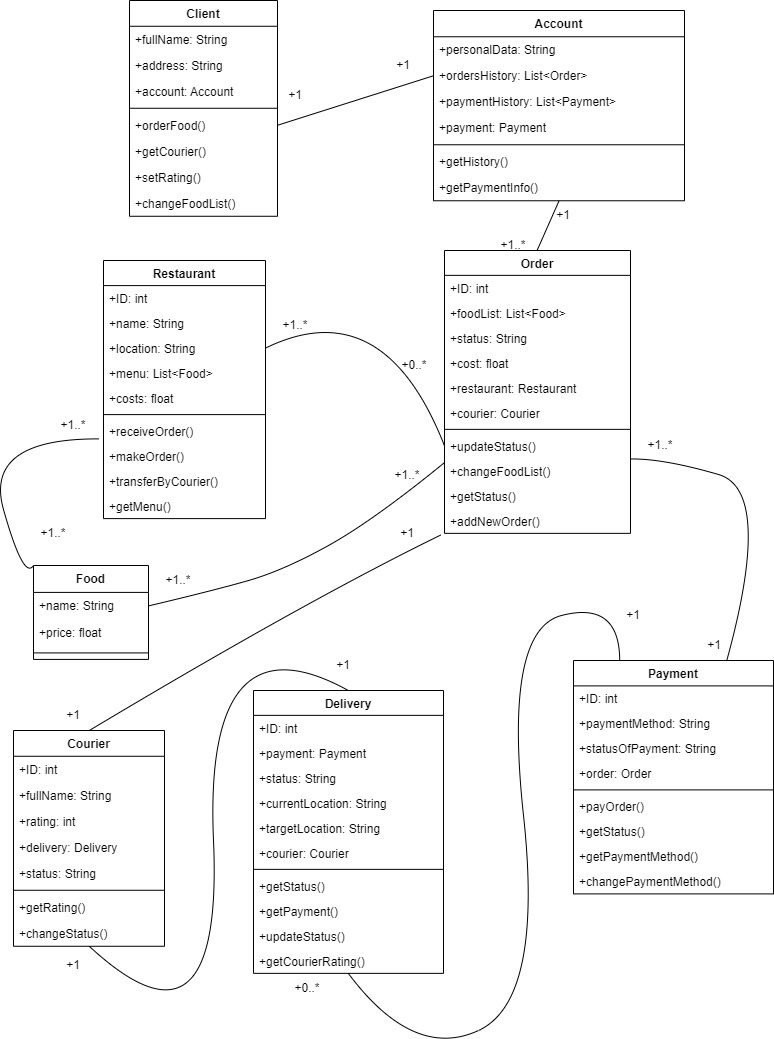 Client
+fullName: String
+address: String
+account: Account
+orderFood()
+getCourier()
+setRating()
+changeFoodList()
+1
+1
Account
+personalData: String
+ordersHistory: List<Order>
+paymentHistory: List<Payment>
+payment: Payment
+getHistory()
+getPaymentInfo()
+1
+1..*
Restaurant
+ID: int
+name: String
+location: String
+menu: List<Food>
+costs: float
+receiveOrder()
+makeOrder()
+transferByCourier()
+getMenu()
+1..*
+0..*
Order
+ID: int
+foodList: List<Food>
+status: String
+cost: float
+restaurant: Restaurant
+courier: Courier
+updateStatus()
+changeFoodList()
+getStatus()
+addNewOrder()
+1..*
+1..*
+1..*
+1..*
+1
Food
+name: String
+price: float
+1..*
+1
+1
+1
+1
Courier
+ID: int
+fullName: String
+rating: int
+delivery: Delivery
+status: String
+getRating()
+changeStatus()
+1
Delivery
+ID: int
+payment: Payment
+status: String
+currentLocation: String
+targetLocation: String
+courier: Courier
+getStatus()
+getPayment()
+updateStatus()
+getCourierRating()
+0..*
Payment
+ID: int
+paymentMethod: String
+statusOfPayment: String
+order: Order
+payOrder()
+getStatus()
+getPaymentMethod()
+changePaymentMethod()